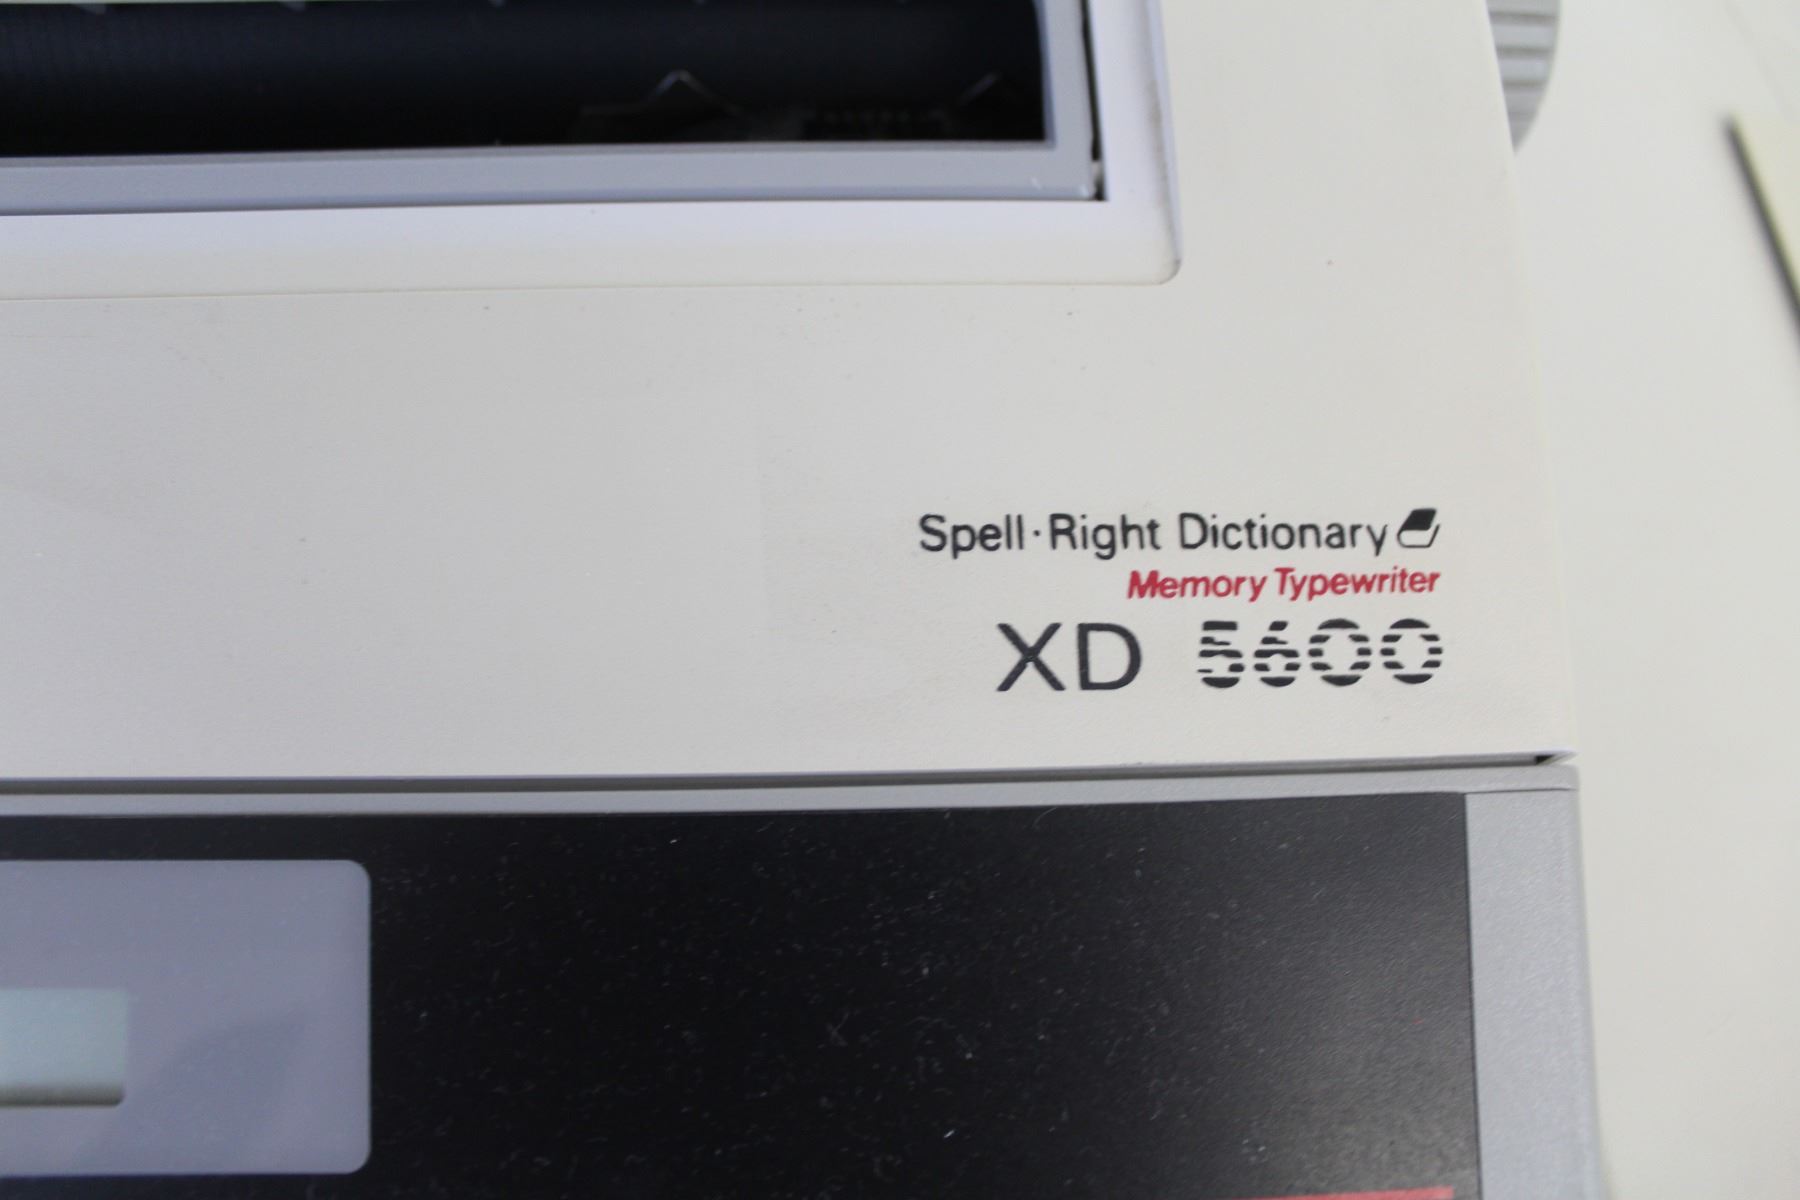 Spell·Right Dictionary
Memory Typewriter
XD 5600